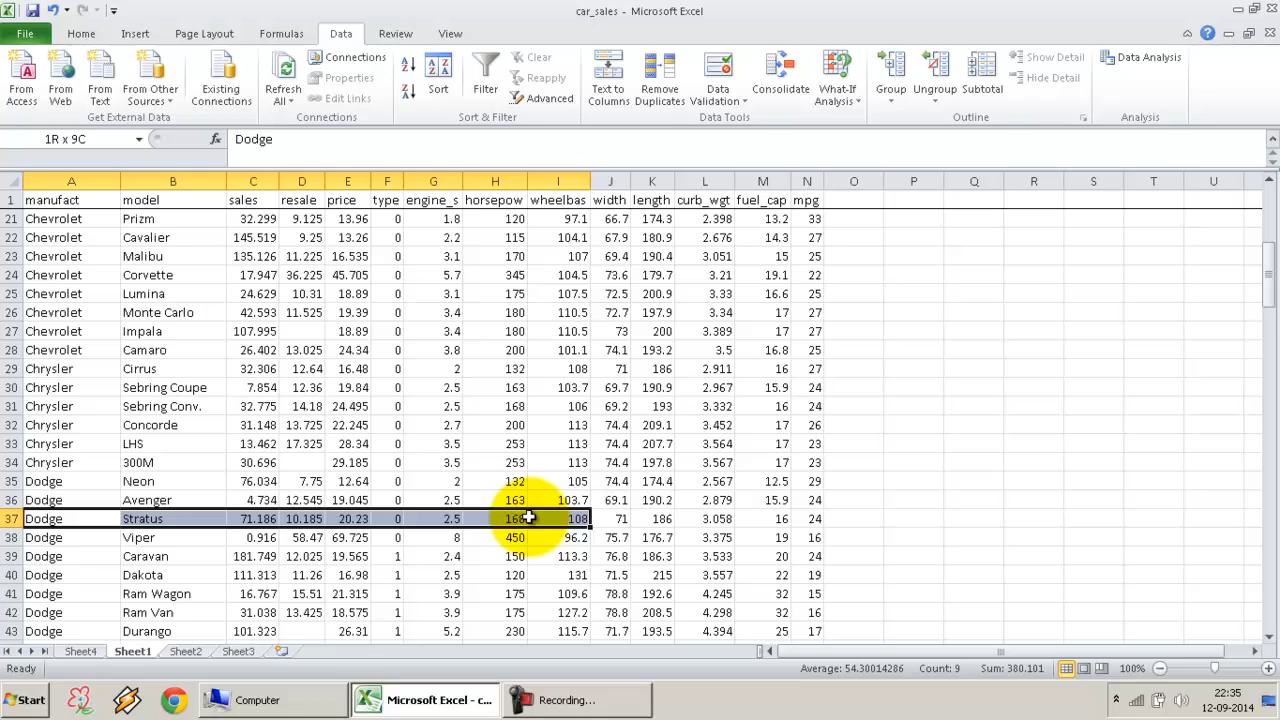 car_sales - Microsoft Excel
File Home Insert Page Layout Formulas Data Review View
From Access
From Web
From Text
From Other Sources
Existing Connections
Get External Data
Refresh All
Connections
Properties
Edit Links
Connections
Sort
Filter
Clear
Reapply
Advanced
Sort & Filter
Text to Columns
Remove Duplicates
Data Validation
Consolidate
What-If Analysis
Data Tools
Group
Ungroup
Subtotal
Show Detail
Hide Detail
Outline
Data Analysis
Analysis
1R x 9C fx Dodge
A B C D E F G H I J K L M N O P Q R S T U
1 manufact model sales resale price type engine_s horsepow wheelbas width length curb_wgt fuel_cap mpg
21 Chevrolet Prizm 32.299 9.125 13.96 0 1.8 120 97.1 66.7 174.3 2.398 13.2 33
22 Chevrolet Cavalier 145.519 9.25 13.26 0 2.2 115 104.1 67.9 180.9 2.676 14.3 27
23 Chevrolet Malibu 135.126 11.225 16.535 0 3.1 170 107 69.4 190.4 3.051 15 25
24 Chevrolet Corvette 17.947 36.225 45.705 0 5.7 345 104.5 73.6 179.7 3.21 19.1 22
25 Chevrolet Lumina 24.629 10.31 18.89 0 3.1 175 107.5 72.5 200.9 3.33 16.6 25
26 Chevrolet Monte Carlo 42.593 11.525 19.39 0 3.4 180 110.5 72.7 197.9 3.34 17 27
27 Chevrolet Impala 107.995 18.89 0 3.4 180 110.5 73 200 3.389 17 27
28 Chevrolet Camaro 26.402 13.025 24.34 0 3.8 200 101.1 74.1 193.2 3.5 16.8 25
29 Chrysler Cirrus 32.306 12.64 16.48 0 2 132 108 71 186 2.911 16 27
30 Chrysler Sebring Coupe 7.854 12.36 19.84 0 2.5 163 103.7 69.7 190.9 2.967 15.9 24
31 Chrysler Sebring Conv. 32.775 14.18 24.495 0 2.5 168 106 69.2 193 3.332 16 24
32 Chrysler Concorde 31.148 13.725 22.245 0 2.7 200 113 74.4 209.1 3.452 17 26
33 Chrysler LHS 13.462 17.325 28.34 0 3.5 253 113 74.4 207.7 3.564 17 23
34 Chrysler 300M 30.696 29.185 0 3.5 253 113 74.4 197.8 3.567 17 23
35 Dodge Neon 76.034 7.75 12.64 0 2 132 105 74.4 174.4 2.567 12.5 29
36 Dodge Avenger 4.734 12.545 19.045 0 2.5 163 103.7 69.1 190.2 2.879 15.9 24
37 Dodge Stratus 71.186 10.185 20.23 0 2.5 168 108 71 186 3.058 16 24
38 Dodge Viper 0.916 58.47 69.725 0 8 450 96.2 75.7 176.7 3.375 19 16
39 Dodge Caravan 181.749 12.025 19.565 1 2.4 150 113.3 76.8 186.3 3.533 20 24
40 Dodge Dakota 111.313 11.26 16.98 1 2.5 120 131 71.5 215 3.557 22 19
41 Dodge Ram Wagon 16.767 15.51 21.315 1 3.9 175 109.6 78.8 192.6 4.245 32 15
42 Dodge Ram Van 31.038 13.425 18.575 1 3.9 175 127.2 78.8 208.5 4.298 32 16
43 Dodge Durango 101.323 26.31 1 5.2 230 115.7 71.7 193.5 4.394 25 17
Sheet4 Sheet1 Sheet2 Sheet3
Ready Average: 54.30014286 Count: 9 Sum: 380.101 100%
Start Computer Microsoft Excel - c... Recording... 22:35
12-09-2014